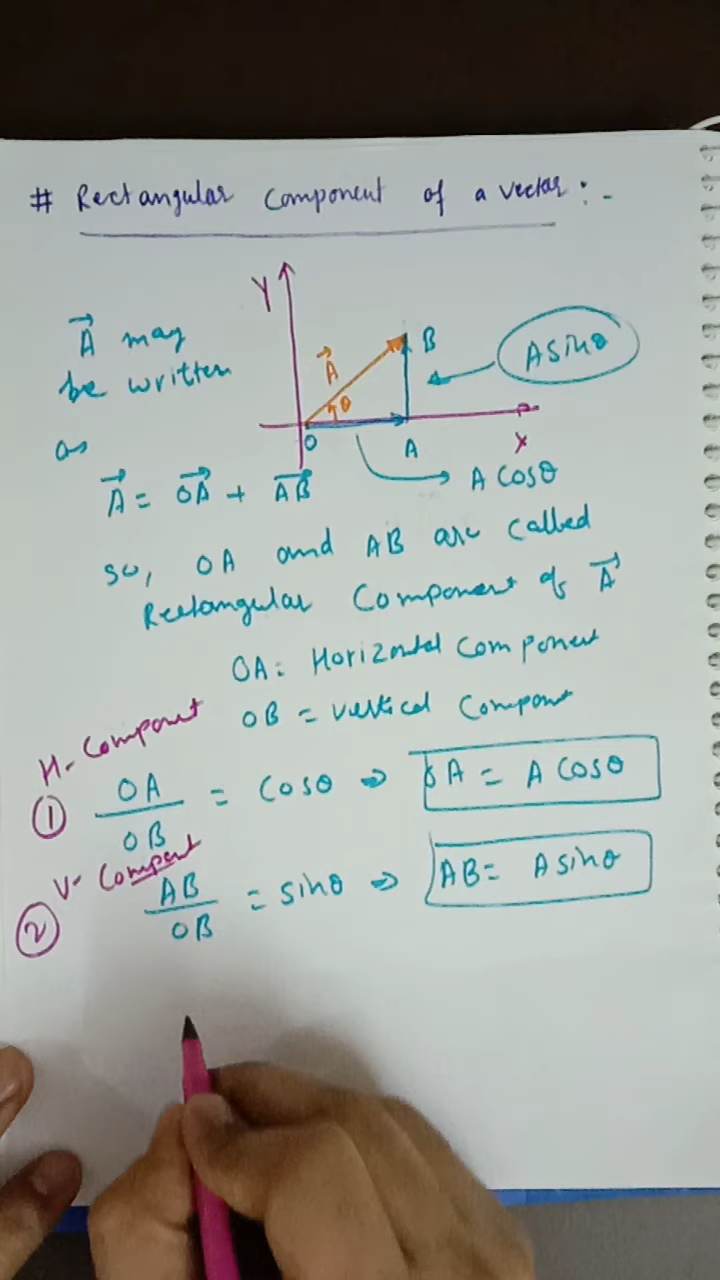 # Rectangular Component of a vector :-
Y
A⃗ may
be written
as
A⃗
θ
B
A sinθ
O
A
X
A cosθ
A⃗ = OA⃗ + AB⃗
so, OA and AB are called
Rectangular Component of A⃗
OA = Horizontal component
OB = vertical Component
H- Component
① OA/OB = cosθ ⇒ OA = A cosθ
V- Component
② AB/OB = sinθ ⇒ AB = A sinθ